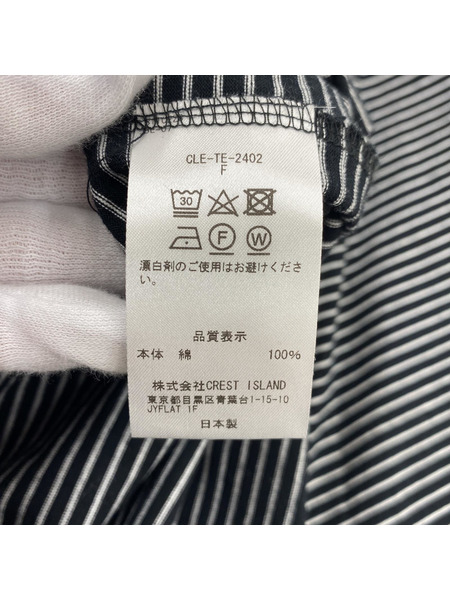 CLE-TE-2402
F
30
F W
漂白剤のご使用はお避けくださ
い。
品質表示
本体 綿 100%
株式会社CREST ISLAND
東京都目黒区青葉台1-15-10
JYFLAT 1F
日本製